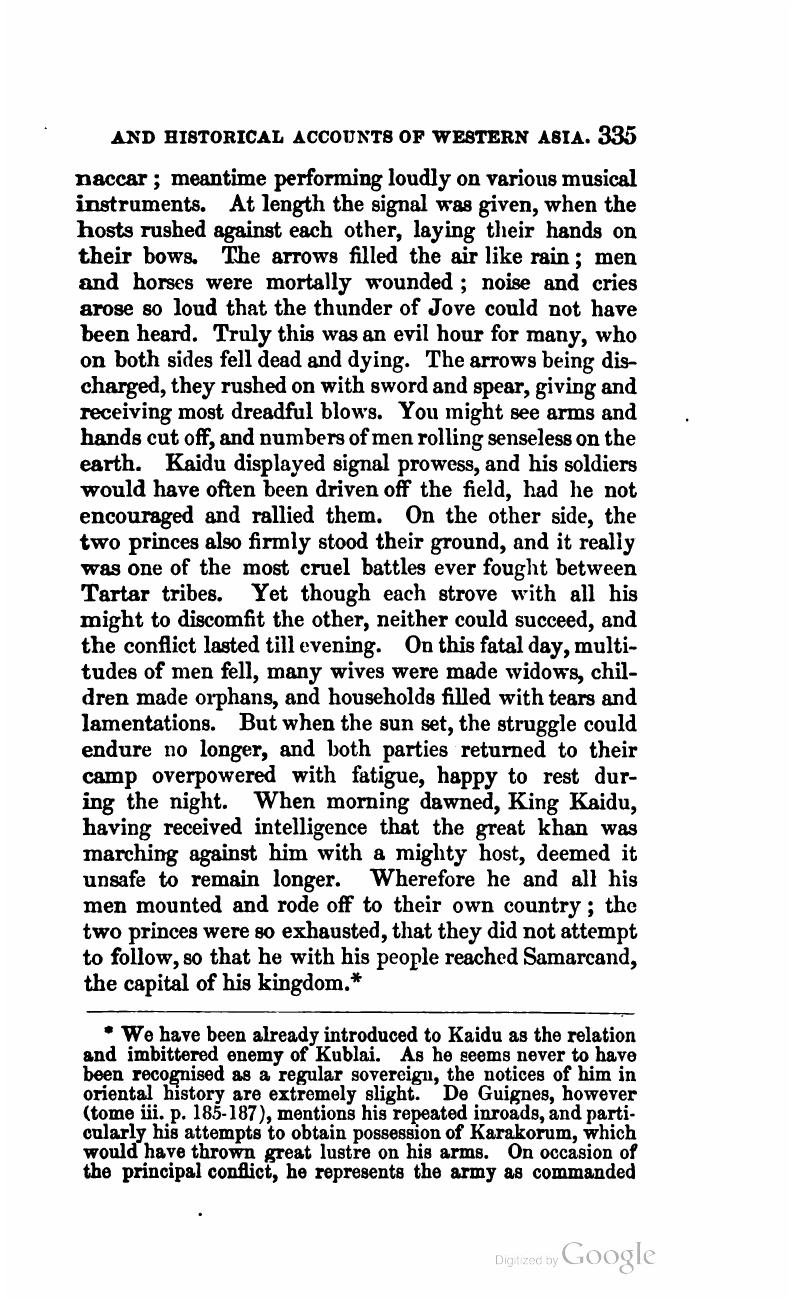 AND HISTORICAL ACCOUNTS OF WESTERN ASIA. 335
naccar ; meantime performing loudly on various musical
instruments. At length the signal was given, when the
hosts rushed against each other, laying their hands on
their bows. The arrows filled the air like rain ; men
and horses were mortally wounded ; noise and cries
arose so loud that the thunder of Jove could not have
been heard. Truly this was an evil hour for many, who
on both sides fell dead and dying. The arrows being dis-
charged, they rushed on with sword and spear, giving and
receiving most dreadful blows. You might see arms and
hands cut off, and numbers of men rolling senseless on the
earth. Kaidu displayed signal prowess, and his soldiers
would have often been driven off the field, had he not
encouraged and rallied them. On the other side, the
two princes also firmly stood their ground, and it really
was one of the most cruel battles ever fought between
Tartar tribes. Yet though each strove with all his
might to discomfit the other, neither could succeed, and
the conflict lasted till evening. On this fatal day, multi-
tudes of men fell, many wives were made widows, chil-
dren made orphans, and households filled with tears and
lamentations. But when the sun set, the struggle could
endure no longer, and both parties returned to their
camp overpowered with fatigue, happy to rest dur-
ing the night. When morning dawned, King Kaidu,
having received intelligence that the great khan was
marching against him with a mighty host, deemed it
unsafe to remain longer. Wherefore he and all his
men mounted and rode off to their own country ; the
two princes were so exhausted, that they did not attempt
to follow, so that he with his people reached Samarcand,
the capital of his kingdom.*
* We have been already introduced to Kaidu as the relation
and imbittered enemy of Kublai. As he seems never to have
been recognised as a regular sovereign, the notices of him in
oriental history are extremely slight. De Guignes, however
(tome iii. p. 185-187), mentions his repeated inroads, and parti-
cularly his attempts to obtain possession of Karakorum, which
would have thrown great lustre on his arms. On occasion of
the principal conflict, he represents the army as commanded
Digitized by Google